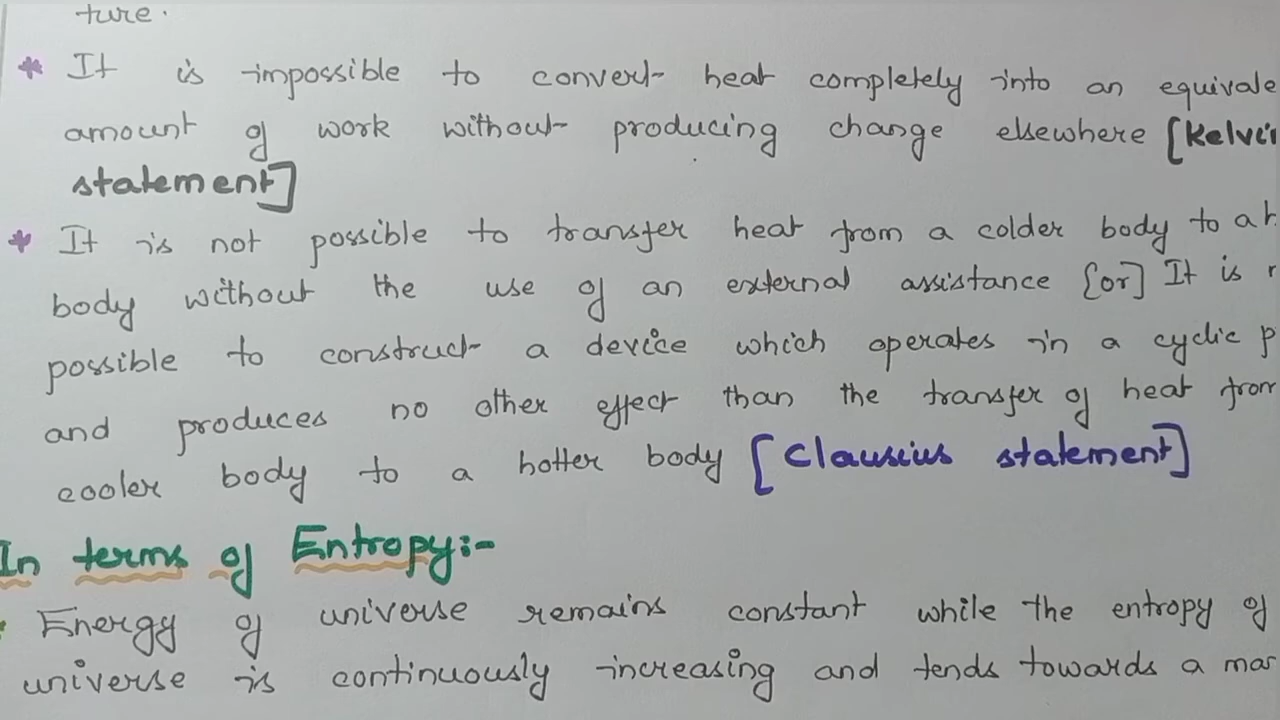 ture.
* It is impossible to convert heat completely into an equivale
amount of work without producing change elsewhere [Kelvi
statement]
* It is not possible to transfer heat from a colder body to a h
body without the use of an external assistance [or] It is
possible to construct a device which operates in a cyclic p
and produces no other effect than the transfer of heat from
cooler body to a hotter body [Clausius statement]
In terms of Entropy:-
Energy of universe remains constant while the entropy of
universe is continuously increasing and tends towards a max